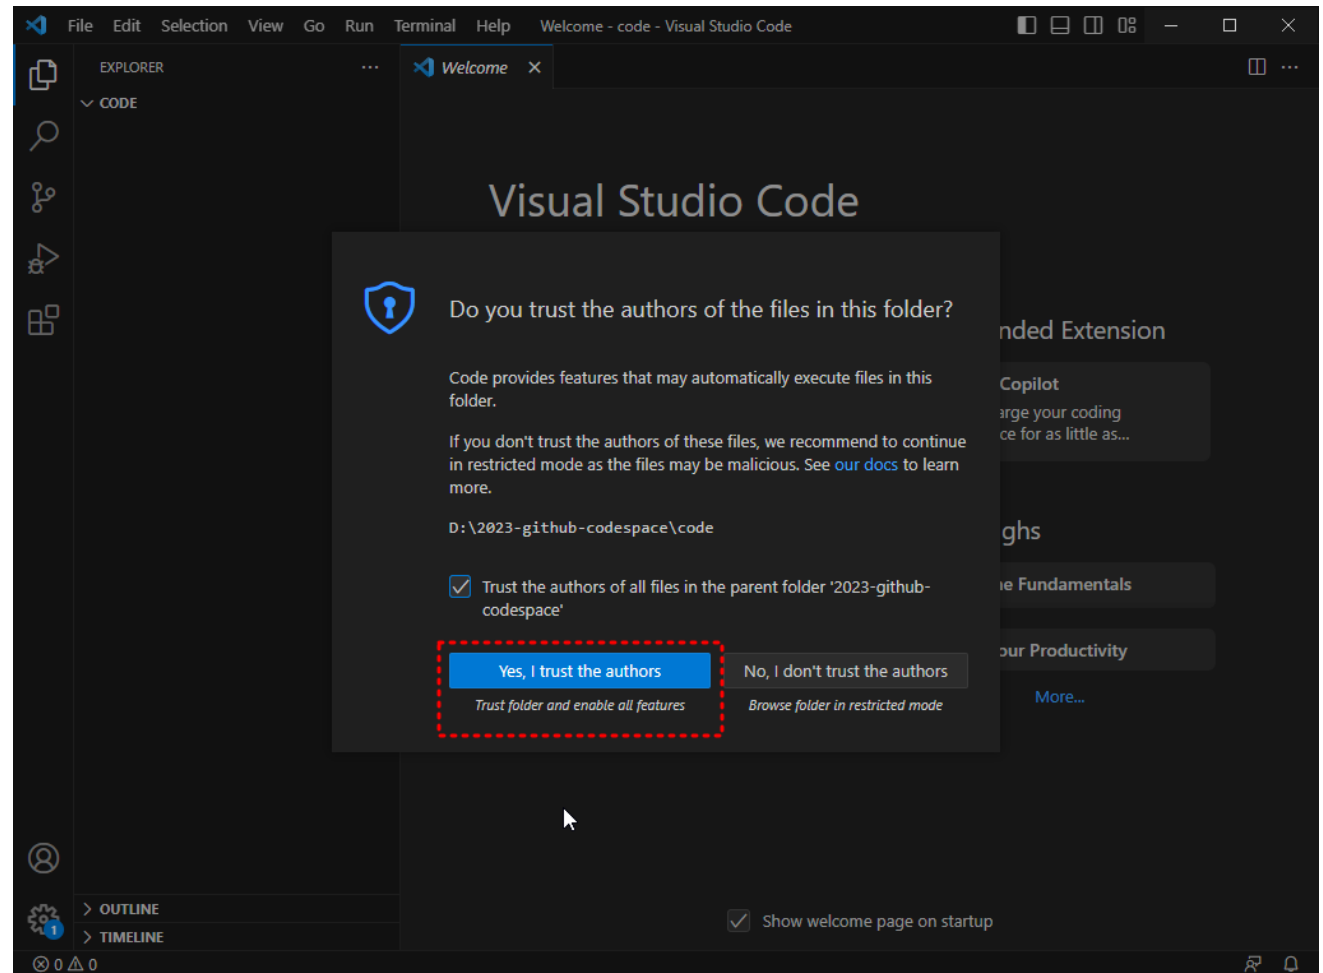 File Edit Selection View Go Run Terminal Help Welcome - code - Visual Studio Code
EXPLORER
Welcome
CODE
Visual Studio Code
Do you trust the authors of the files in this folder?
nded Extension
Code provides features that may automatically execute files in this
folder.
Copilot
arge your coding
ce for as little as...
If you don't trust the authors of these files, we recommend to continue
in restricted mode as the files may be malicious. See our docs to learn
more.
D:\2023-github-codespace\code
ghs
Trust the authors of all files in the parent folder '2023-github-
codespace'
e Fundamentals
Yes, I trust the authors
No, I don't trust the authors
our Productivity
Trust folder and enable all features
Browse folder in restricted mode
More...
OUTLINE
Show welcome page on startup
1
TIMELINE
0 0